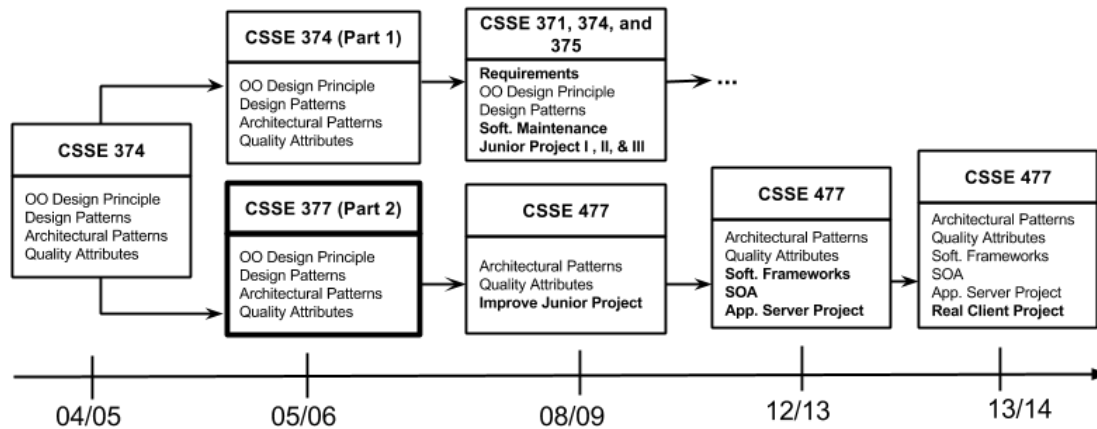 CSSE 374
OO Design Principle
Design Patterns
Architectural Patterns
Quality Attributes
CSSE 374 (Part 1)
OO Design Principle
Design Patterns
Architectural Patterns
Quality Attributes
CSSE 371, 374, and
375
Requirements
OO Design Principle
Design Patterns
Soft. Maintenance
Junior Project I , II, & III
...
CSSE 377 (Part 2)
OO Design Principle
Design Patterns
Architectural Patterns
Quality Attributes
CSSE 477
Architectural Patterns
Quality Attributes
Improve Junior Project
CSSE 477
Architectural Patterns
Quality Attributes
Soft. Frameworks
SOA
App. Server Project
CSSE 477
Architectural Patterns
Quality Attributes
Soft. Frameworks
SOA
App. Server Project
Real Client Project
04/05
05/06
08/09
12/13
13/14